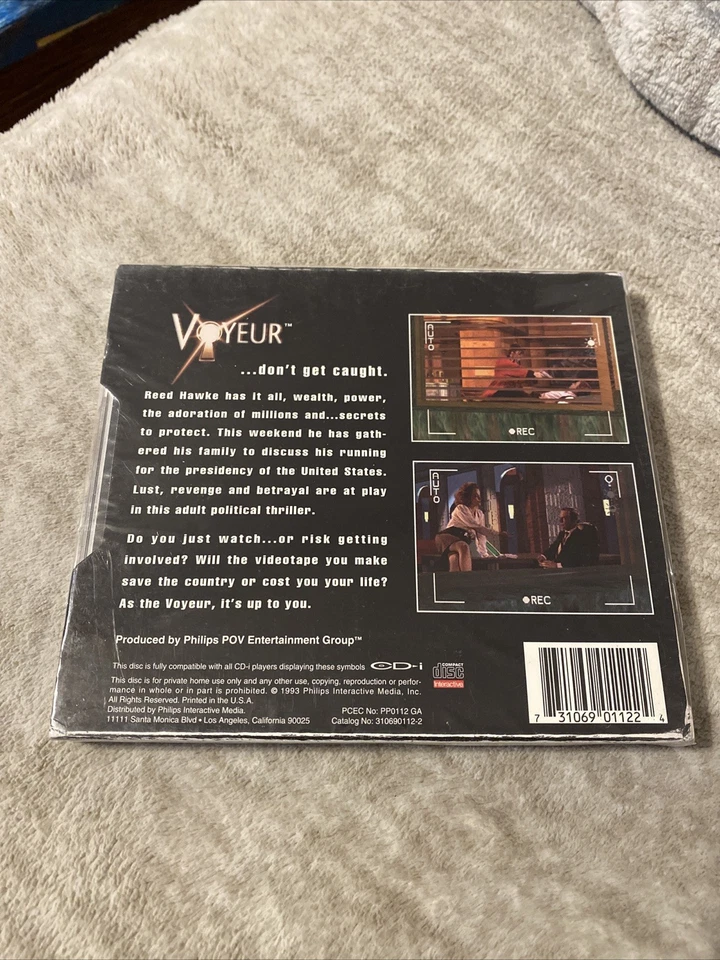 VOYEUR™
...don't get caught.
Reed Hawke has it all, wealth, power,
the adoration of millions and...secrets
to protect. This weekend he has gath-
ered his family to discuss his running
for the presidency of the United States.
Lust, revenge and betrayal are at play
in this adult political thriller.
Do you just watch...or risk getting
involved? Will the videotape you make
save the country or cost you your life?
As the Voyeur, it's up to you.
Produced by Philips POV Entertainment Group™
This disc is fully compatible with all CD-i players displaying these symbols CD-i COMPACT disc Interactive
This disc is for private home use only and any other use, copying, reproduction or perfor-
mance in whole or in part is prohibited. © 1993 Philips Interactive Media, Inc.
All Rights Reserved. Printed in the U.S.A.
Distributed by Philips Interactive Media. PCEC No: PP0112 GA
11111 Santa Monica Blvd • Los Angeles, California 90025 Catalog No: 310690112-2
AUTO
REC
AUTO
REC
7 31069 01122 4